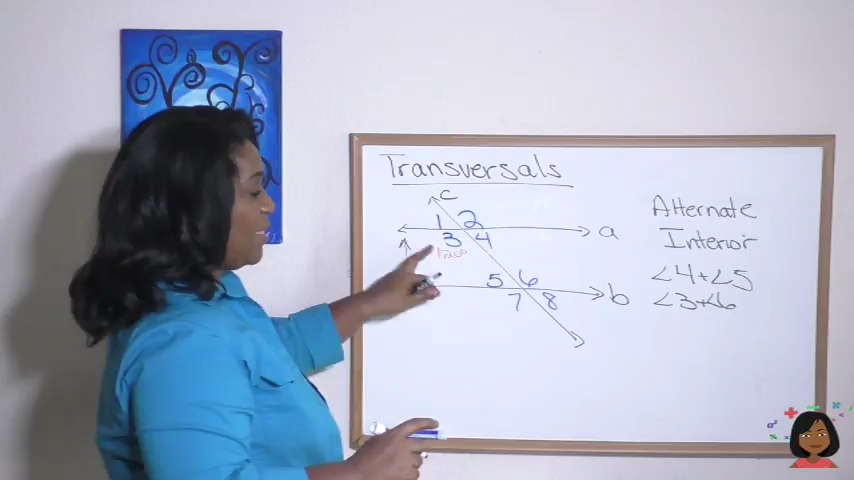 Transversals
c
1 2
a
3 4
5 6
b
7 8
Alternate
Interior
∠4+∠5
∠3+∠6